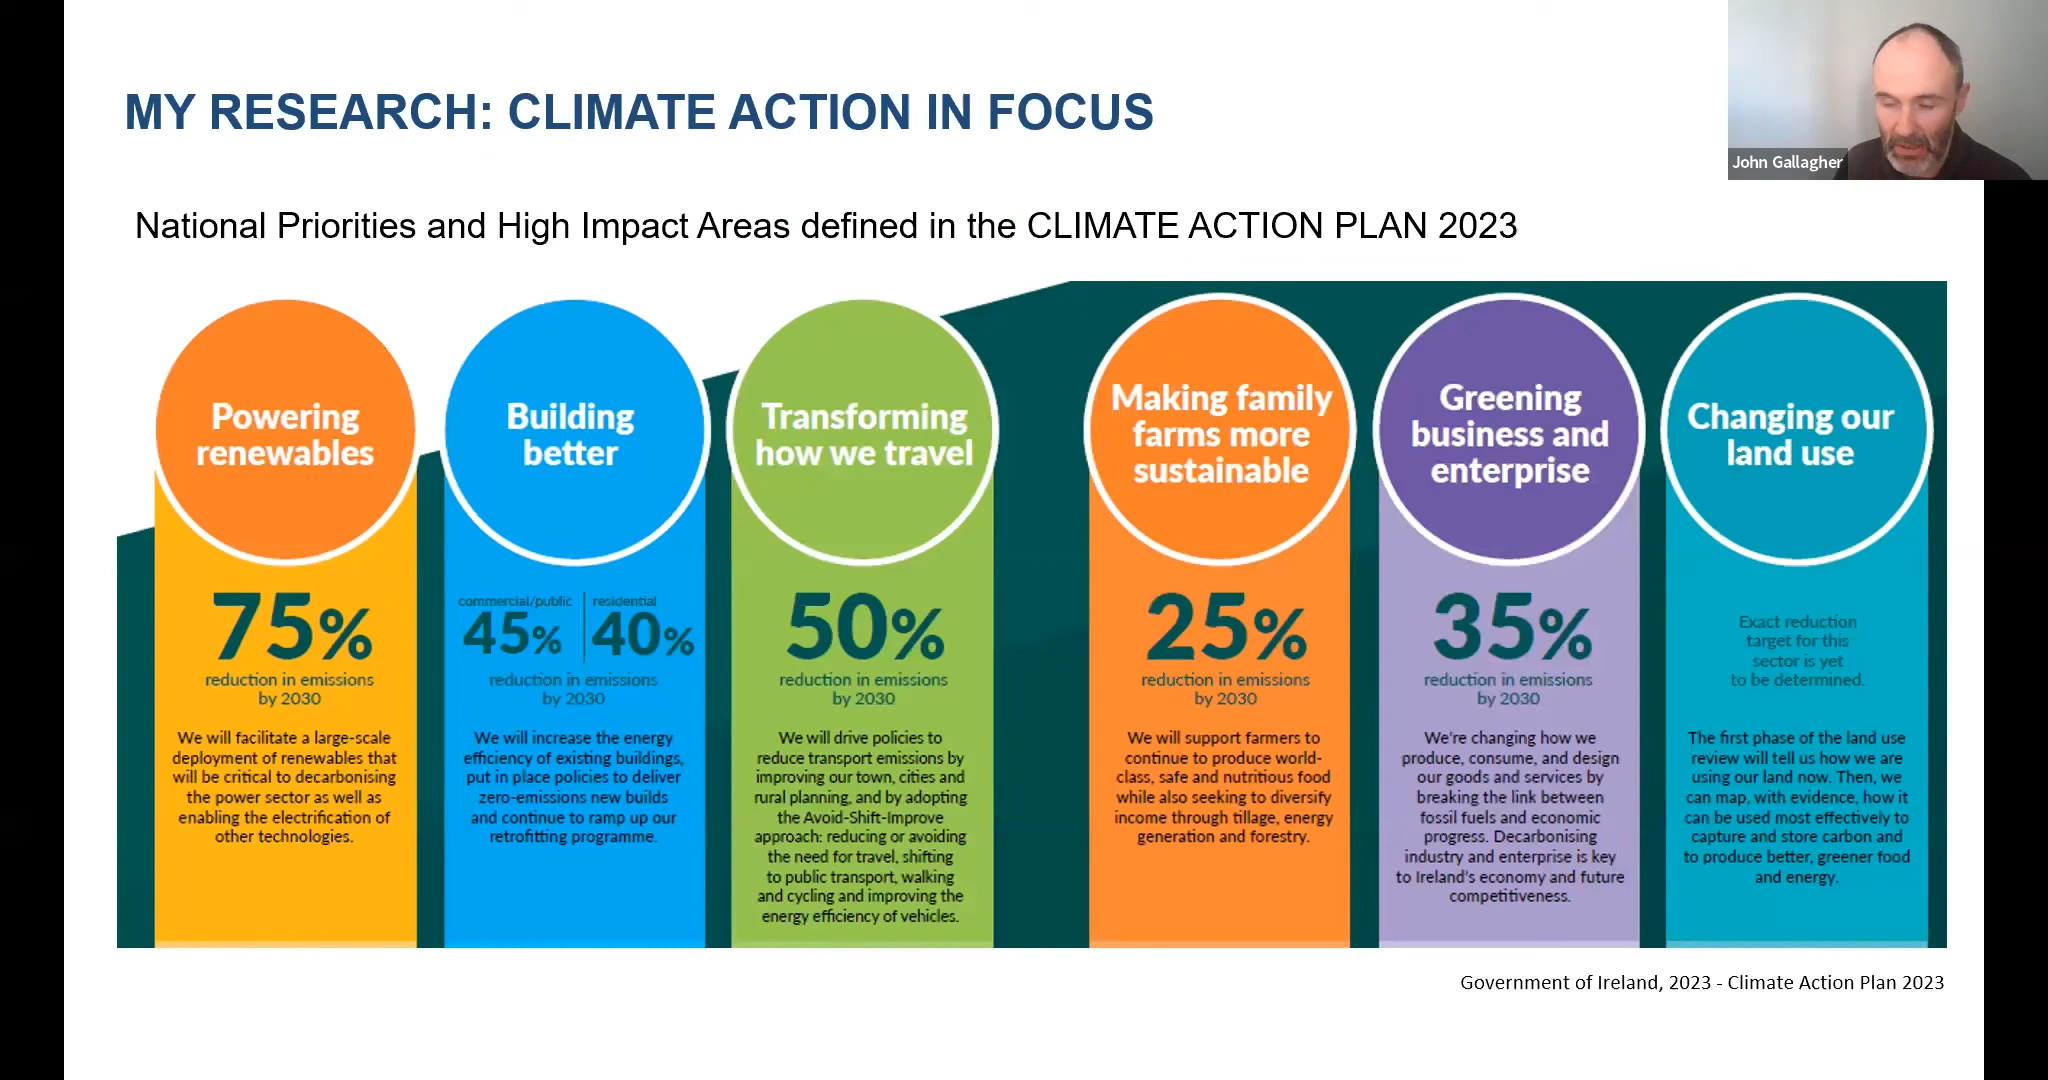 MY RESEARCH: CLIMATE ACTION IN FOCUS
John Gallagher
National Priorities and High Impact Areas defined in the CLIMATE ACTION PLAN 2023
Powering
renewables
75%
reduction in emissions
by 2030
We will facilitate a large-scale
deployment of renewables that
will be critical to decarbonising
the power sector as well as
enabling the electrification of
other technologies.
Building
better
commercial/public
45%
residential
40%
reduction in emissions
by 2030
We will increase the energy
efficiency of existing buildings,
put in place policies to deliver
zero-emissions new builds
and continue to ramp up our
retrofitting programme.
Transforming
how we travel
50%
reduction in emissions
by 2030
We will drive policies to
reduce transport emissions by
improving our town, cities and
rural planning, and by adopting
the Avoid-Shift-Improve
approach: reducing or avoiding
the need for travel, shifting
to public transport, walking
and cycling and improving the
energy efficiency of vehicles.
Making family
farms more
sustainable
25%
reduction in emissions
by 2030
We will support farmers to
continue to produce world-
class, safe and nutritious food
while also seeking to diversify
income through tillage, energy
generation and forestry.
Greening
business and
enterprise
35%
reduction in emissions
by 2030
We're changing how we
produce, consume, and design
our goods and services by
breaking the link between
fossil fuels and economic
progress. Decarbonising
industry and enterprise is key
to Ireland's economy and future
competitiveness.
Changing our
land use
Exact reduction
target for this
sector is yet
to be determined.
The first phase of the land use
review will tell us how we are
using our land now. Then, we
can map, with evidence, how it
can be used most effectively to
capture and store carbon and
to produce better, greener food
and energy.
Government of Ireland, 2023 - Climate Action Plan 2023